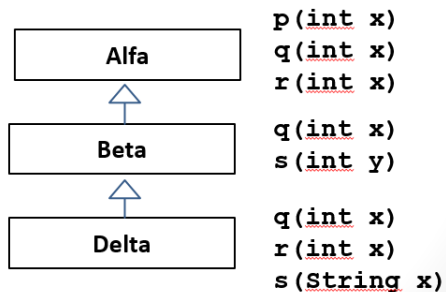 Alfa
p(int x)
q(int x)
r(int x)
Beta
q(int x)
s(int y)
Delta
q(int x)
r(int x)
s(String x)